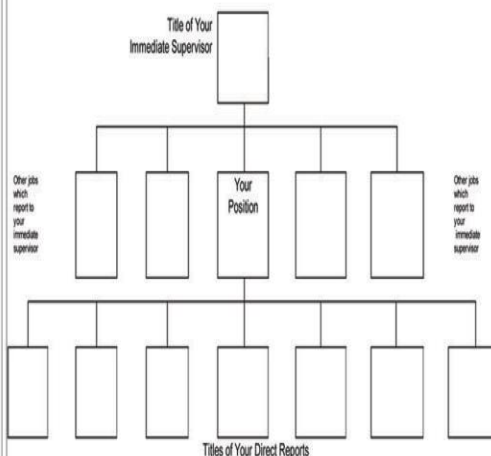 Title of Your
Immediate Supervisor
Other jobs
which
report to
your
immediate
supervisor
Your
Position
Other jobs
which
report to
your
immediate
supervisor
Titles of Your Direct Reports